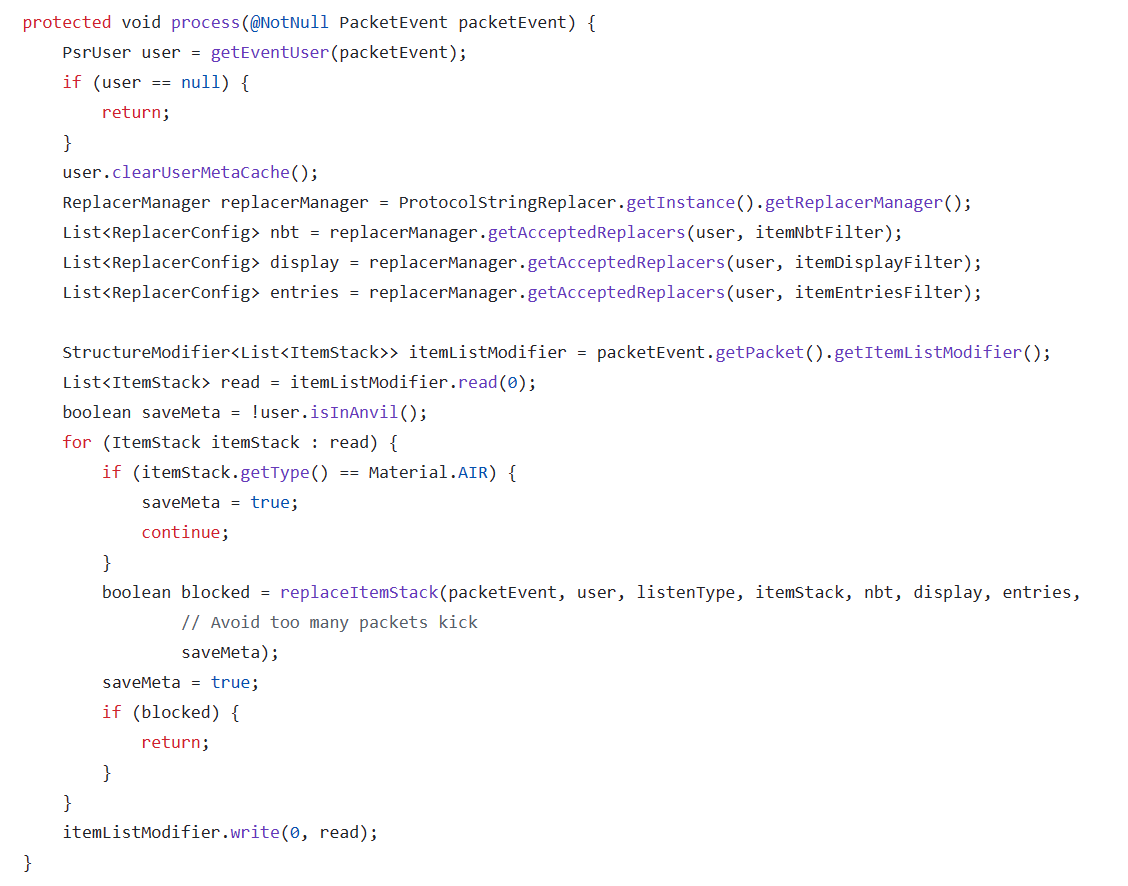 protected void process(@NotNull PacketEvent packetEvent) {
    PsrUser user = getEventUser(packetEvent);
    if (user == null) {
        return;
    }
    user.clearUserMetaCache();
    ReplacerManager replacerManager = ProtocolStringReplacer.getInstance().getReplacerManager();
    List<ReplacerConfig> nbt = replacerManager.getAcceptedReplacers(user, itemNbtFilter);
    List<ReplacerConfig> display = replacerManager.getAcceptedReplacers(user, itemDisplayFilter);
    List<ReplacerConfig> entries = replacerManager.getAcceptedReplacers(user, itemEntriesFilter);

    StructureModifier<List<ItemStack>> itemListModifier = packetEvent.getPacket().getItemListModifier();
    List<ItemStack> read = itemListModifier.read(0);
    boolean saveMeta = !user.isInAnvil();
    for (ItemStack itemStack : read) {
        if (itemStack.getType() == Material.AIR) {
            saveMeta = true;
            continue;
        }
        boolean blocked = replaceItemStack(packetEvent, user, listenType, itemStack, nbt, display, entries,
                // Avoid too many packets kick
                saveMeta);
        saveMeta = true;
        if (blocked) {
            return;
        }
    }
    itemListModifier.write(0, read);
}